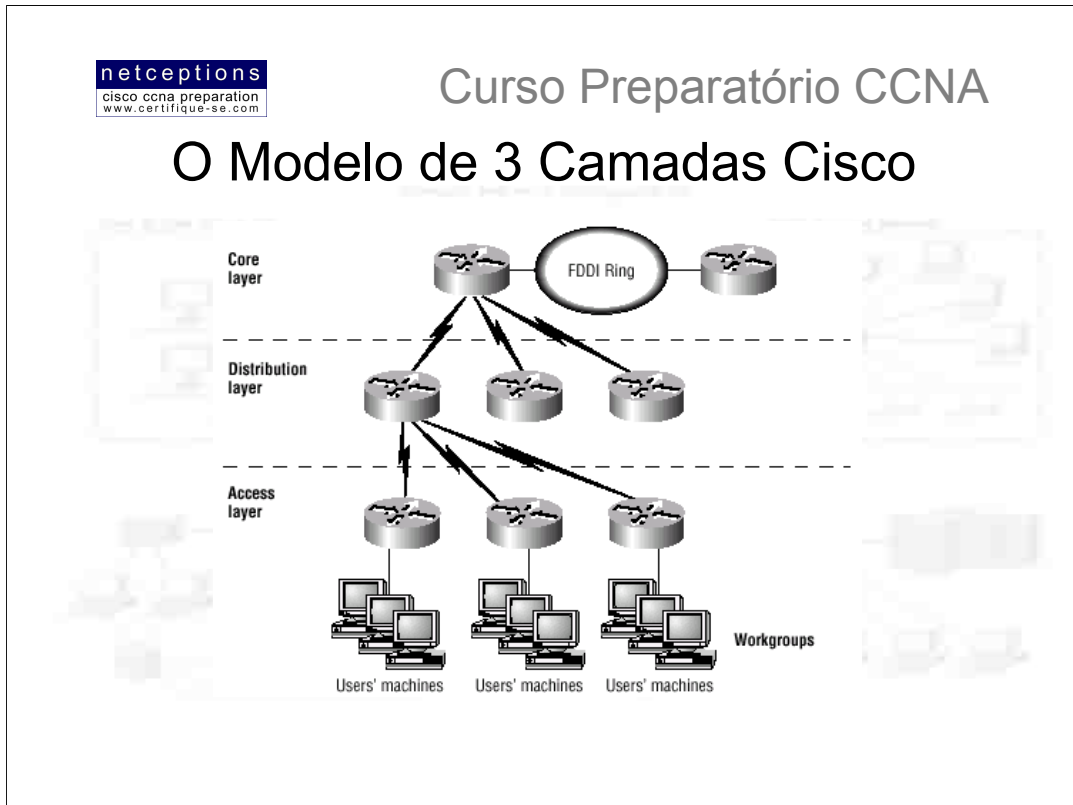 netceptions
cisco ccna preparation
www.certifique-se.com
Curso Preparatório CCNA
O Modelo de 3 Camadas Cisco
Core
layer
FDDI Ring
Distribution
layer
Access
layer
Workgroups
Users' machines
Users' machines
Users' machines